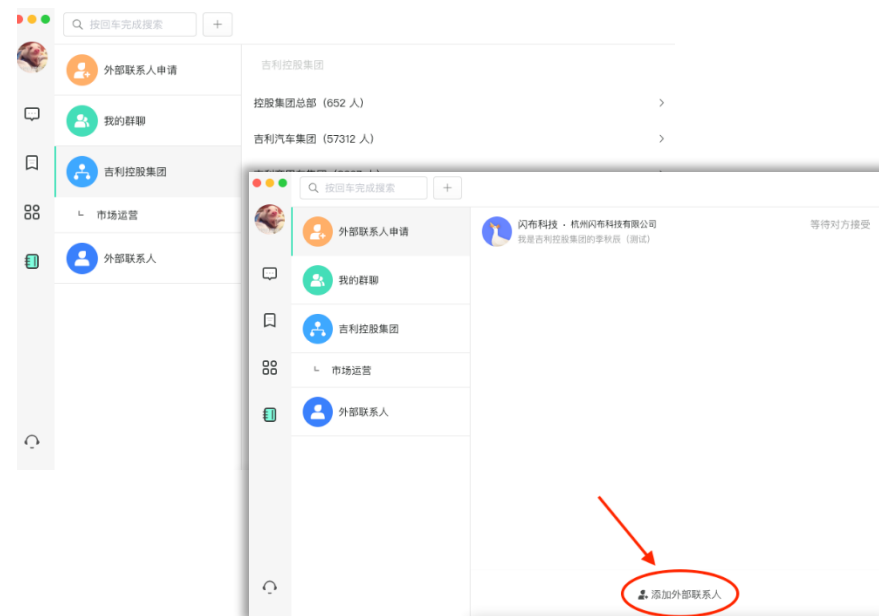 按回车完成搜索
外部联系人申请
我的群聊
吉利控股集团
市场运营
外部联系人
吉利控股集团
控股集团总部（652 人）
吉利汽车集团（57312 人）
按回车完成搜索
外部联系人申请
我的群聊
吉利控股集团
市场运营
外部联系人
闪布科技 · 杭州闪布科技有限公司
我是吉利控股集团的季秋辰（测试）
等待对方接受
添加外部联系人